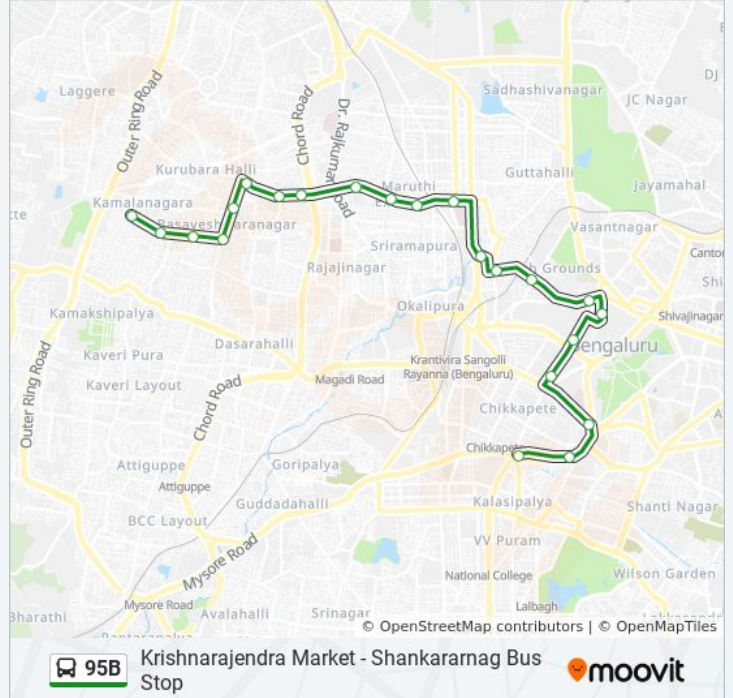 Laggere
Outer Ring Road
Chord Road
Dr. Rajkumar Road
Sadhashivanagar
DJ
JC Nagar
Kurubara Halli
Guttahalli
Jayamahal
Kamalanagara
Maruthi
Vasantnagar
Sriramapura
Rajajinagar
Okalipura
Kamakshipalya
Shivajinagar
Dasarahalli
Bengaluru
Kaveri Pura
Krantivira Sangolli
Rayanna (Bengaluru)
Magadi Road
Kaveri Layout
Outer Ring Road
Chord Road
Chikkapete
Chikkapete
Attiguppe
Goripalya
Attiguppe
Guddadahalli
Kalasipalya
Shanti Nagar
BCC Layout
VV Puram
Mysore Road
National College
Wilson Garden
Mysore Road
Avalahalli
Srinagar
Lalbagh
© OpenStreetMap contributors | © OpenMapTiles
95B
Krishnarajendra Market - Shankararnag Bus
Stop
moovit